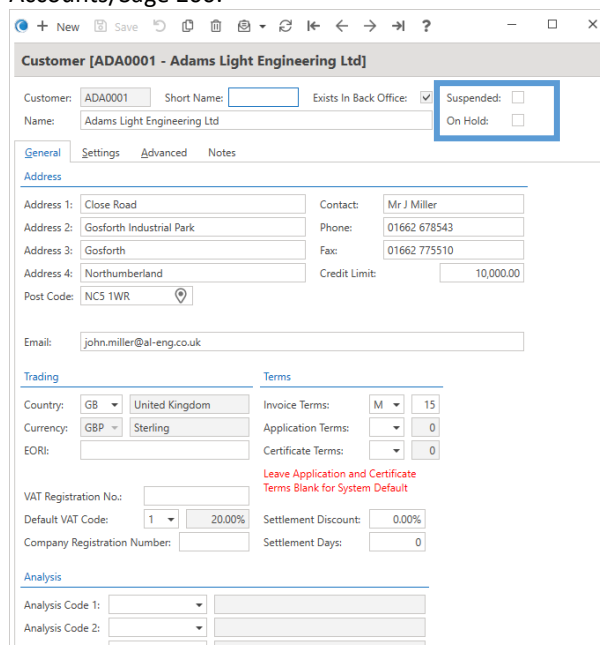 Accounts/Sage 200.
+ New Save ?
Customer [ADA0001 - Adams Light Engineering Ltd]
Customer: ADA0001 Short Name: Exists In Back Office: Suspended:
Name: Adams Light Engineering Ltd On Hold:
General Settings Advanced Notes
Address
Address 1: Close Road Contact: Mr J Miller
Address 2: Gosforth Industrial Park Phone: 01662 678543
Address 3: Gosforth Fax: 01662 775510
Address 4: Northumberland Credit Limit: 10,000.00
Post Code: NC5 1WR
Email: john.miller@al-eng.co.uk
Trading Terms
Country: GB United Kingdom Invoice Terms: M 15
Currency: GBP Sterling Application Terms: 0
EORI: Certificate Terms: 0
Leave Application and Certificate
Terms Blank for System Default
VAT Registration No.:
Default VAT Code: 1 20.00% Settlement Discount: 0.00%
Company Registration Number: Settlement Days: 0
Analysis
Analysis Code 1:
Analysis Code 2: